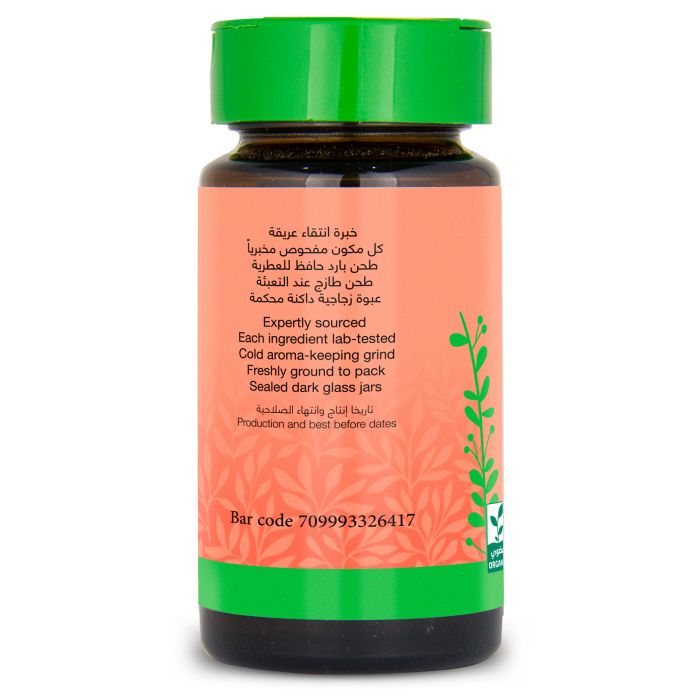 خبرة انتقاء عريقة
كل مكون مفحوص مخبرياً
طحن بارد حافظ للعطرية
طحن طازج عند التعبئة
عبوة زجاجية داكنة محكمة
Expertly sourced
Each ingredient lab-tested
Cold aroma-keeping grind
Freshly ground to pack
Sealed dark glass jars
تاريخا إنتاج وانتهاء الصلاحية
Production and best before dates
Bar code 709993326417